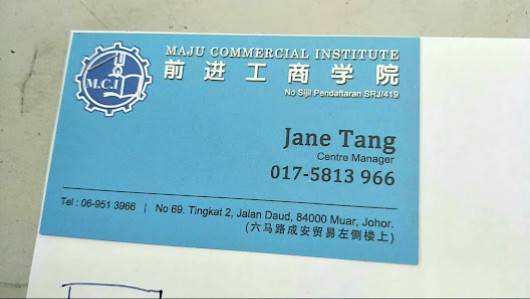 M.C.I
MAJU COMMERCIAL INSTITUTE
前进工商学院
No Sijil Pendaftaran SRJ/419
Jane Tang
Centre Manager
017-5813 966
Tel : 06-951 3966 | No 69. Tingkat 2, Jalan Daud, 84000 Muar, Johor.
(六马路成安贸易左侧楼上)